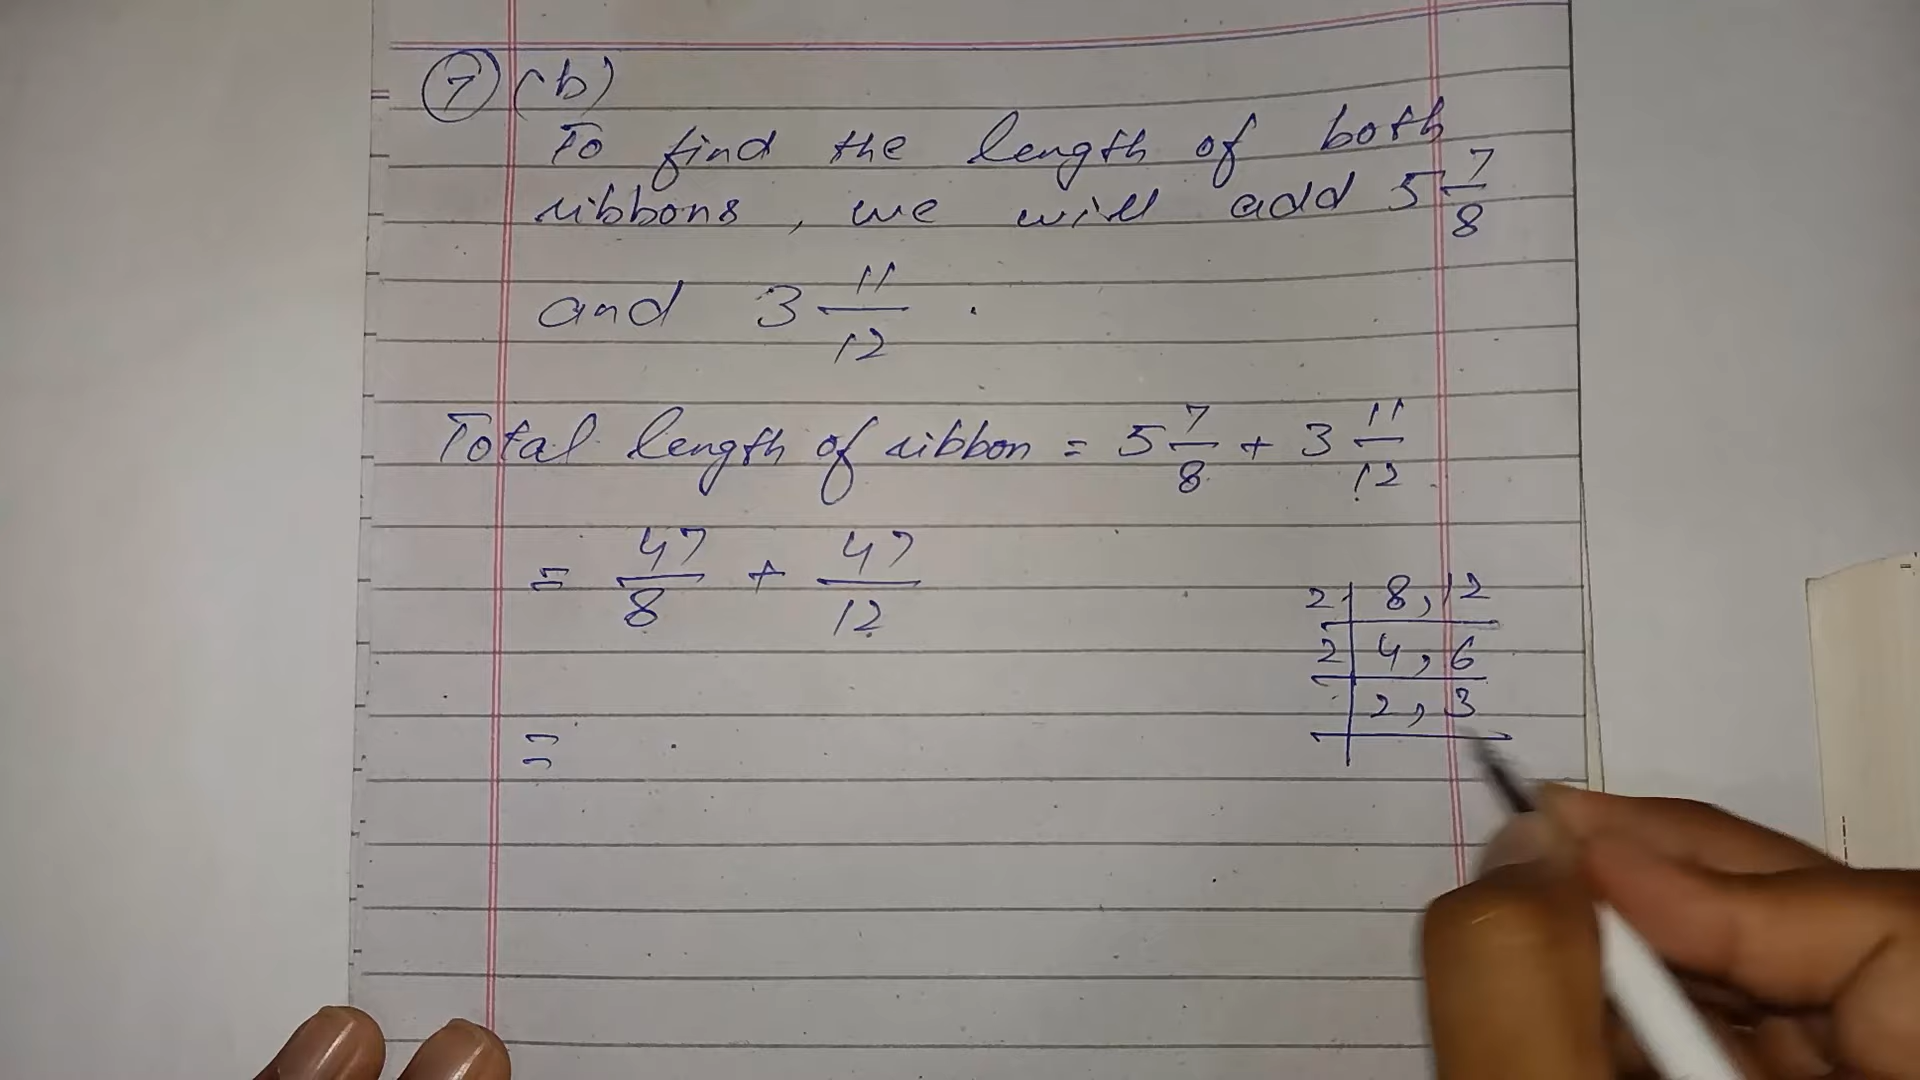 7 (b)
To find the length of both
ribbons, we will add 5 7/8
and 3 11/12 .
Total length of ribbon = 5 7/8 + 3 11/12
= 47/8 + 47/12
2 | 8, 12
2 | 4, 6
2, 3
=